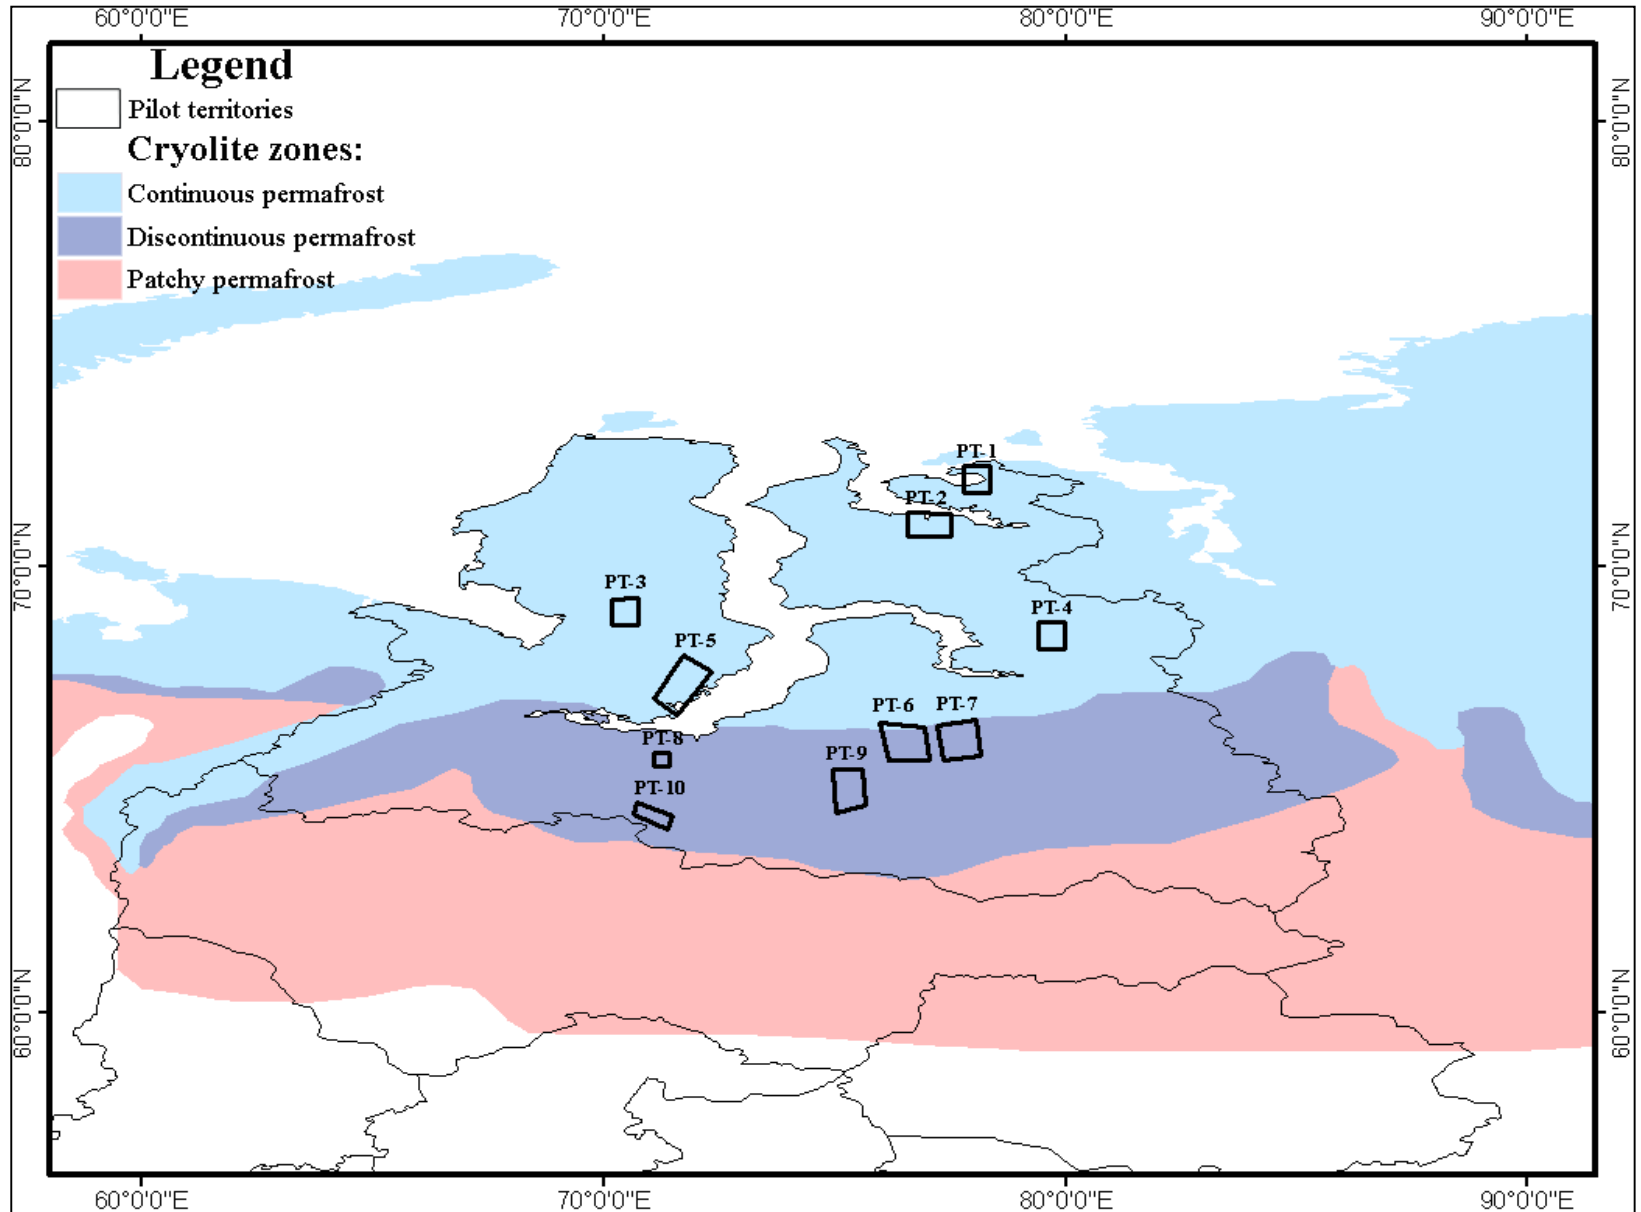 60°0'0"E 70°0'0"E 80°0'0"E 90°0'0"E
Legend
Pilot territories
Cryolite zones:
Continuous permafrost
Discontinuous permafrost
Patchy permafrost
80°0'0"N 80°0'0"N
PT-1
PT-2
70°0'0"N 70°0'0"N
PT-3
PT-4
PT-5
PT-6 PT-7
PT-8
PT-9
PT-10
60°0'0"N 60°0'0"N
60°0'0"E 70°0'0"E 80°0'0"E 90°0'0"E